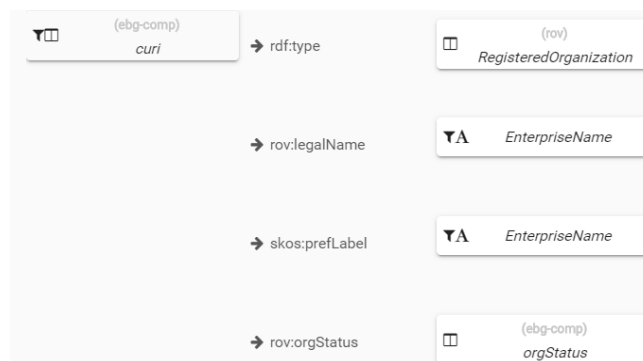 (ebg-comp)
curi
rdf:type
(rov)
RegisteredOrganization
rov:legalName
A EnterpriseName
skos:prefLabel
A EnterpriseName
rov:orgStatus
(ebg-comp)
orgStatus